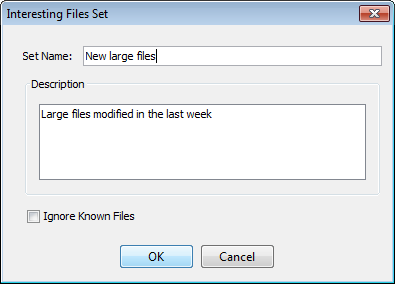 Interesting Files Set
Set Name: New large files
Description
Large files modified in the last week
Ignore Known Files
OK Cancel